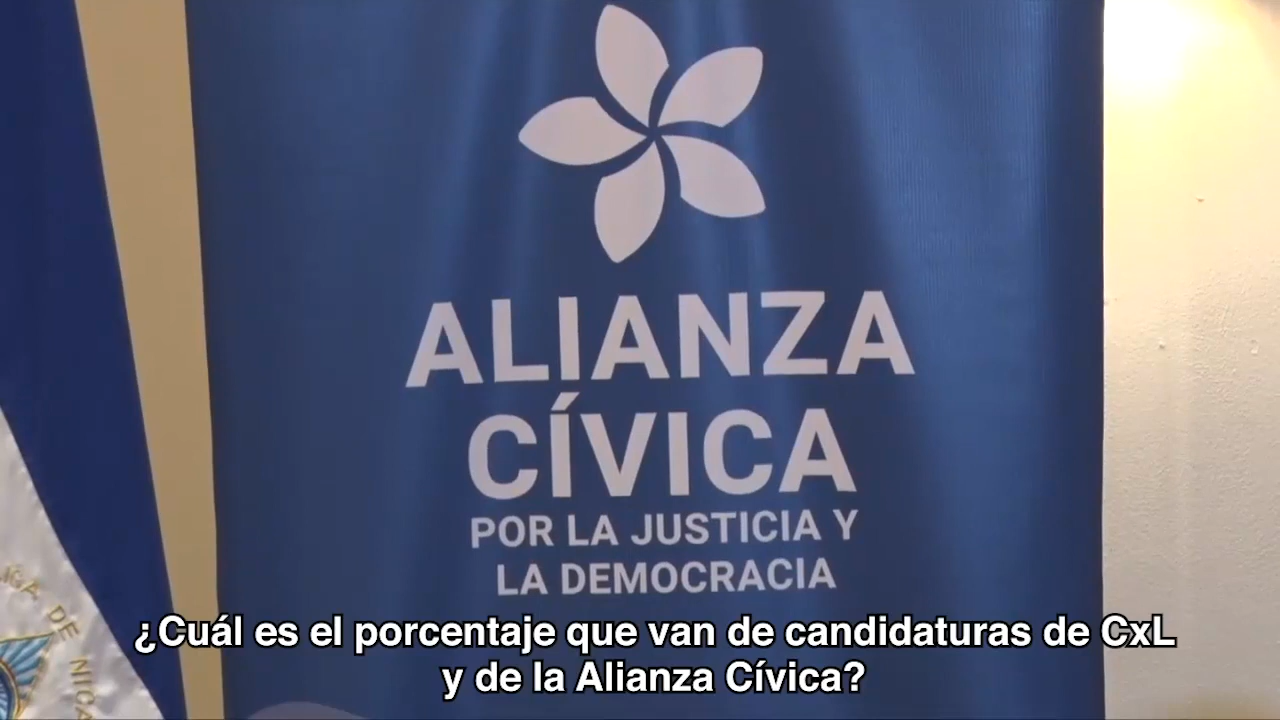 ALIANZA
CÍVICA
POR LA JUSTICIA Y
LA DEMOCRACIA
DE
¿Cuál es el porcentaje que van de candidaturas de CxL
y de la Alianza Cívica?